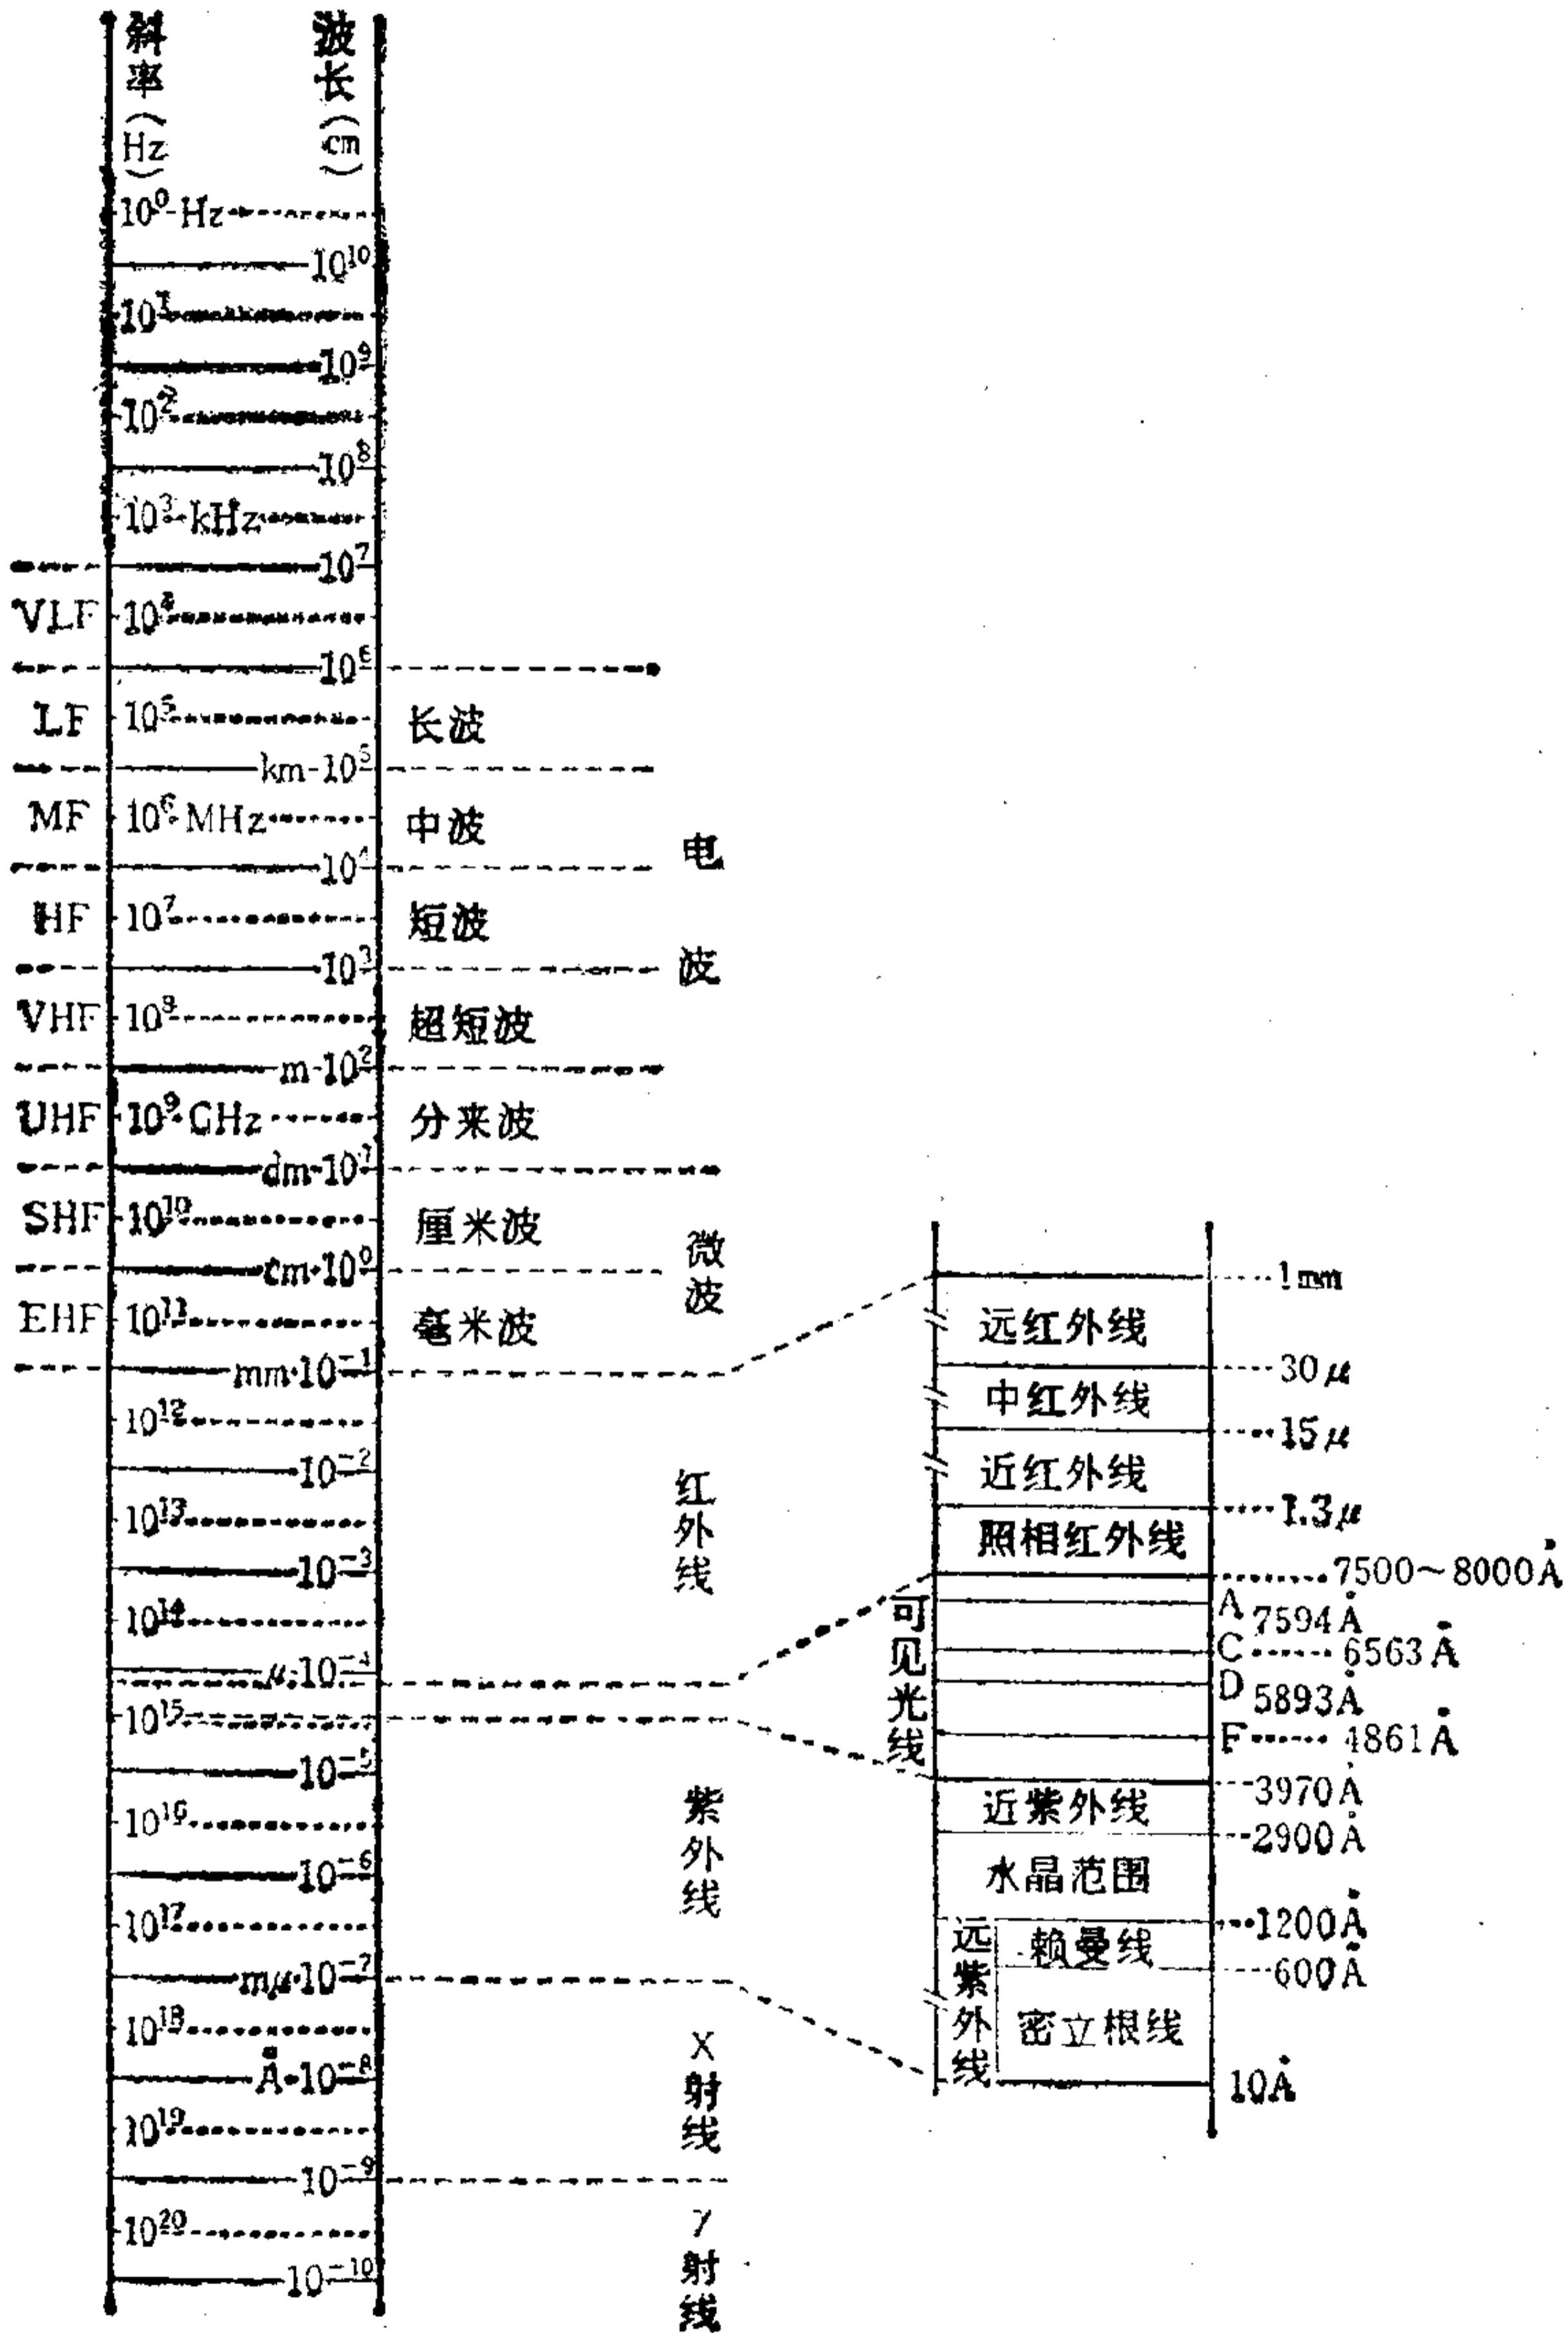 斜率(Hz)
波长(cm)
10⁰ Hz
10¹⁰
10¹
10⁹
10²
10⁸
10³ kHz
10⁷
VLF 10⁴
10⁶
LF 10⁵ 长波
km 10⁵
MF 10⁶ MHz 中波
10⁴
HF 10⁷ 短波
10³
VHF 10⁸ 超短波
m 10²
UHF 10⁹ GHz 分来波
dm 10¹
SHF 10¹⁰ 厘米波
cm 10⁰
EHF 10¹¹ 毫米波
mm 10⁻¹
10¹²
10⁻²
10¹³
10⁻³
10¹⁴
μ 10⁻⁴
10¹⁵
10⁻⁵
10¹⁶
10⁻⁶
10¹⁷
mμ 10⁻⁷
10¹⁸
Å 10⁻⁸
10¹⁹
10⁻⁹
10²⁰
10⁻¹⁰
电波
微波
红外线
紫外线
X射线
γ射线
1mm
远红外线
30μ
中红外线
15μ
近红外线
1.3μ
照相红外线
7500~8000Å
可见光线
A 7594Å
C 6563Å
D 5893Å
F 4861Å
3970Å
近紫外线
2900Å
水晶范围
1200Å
远紫外线
赖曼线
600Å
密立根线
10Å